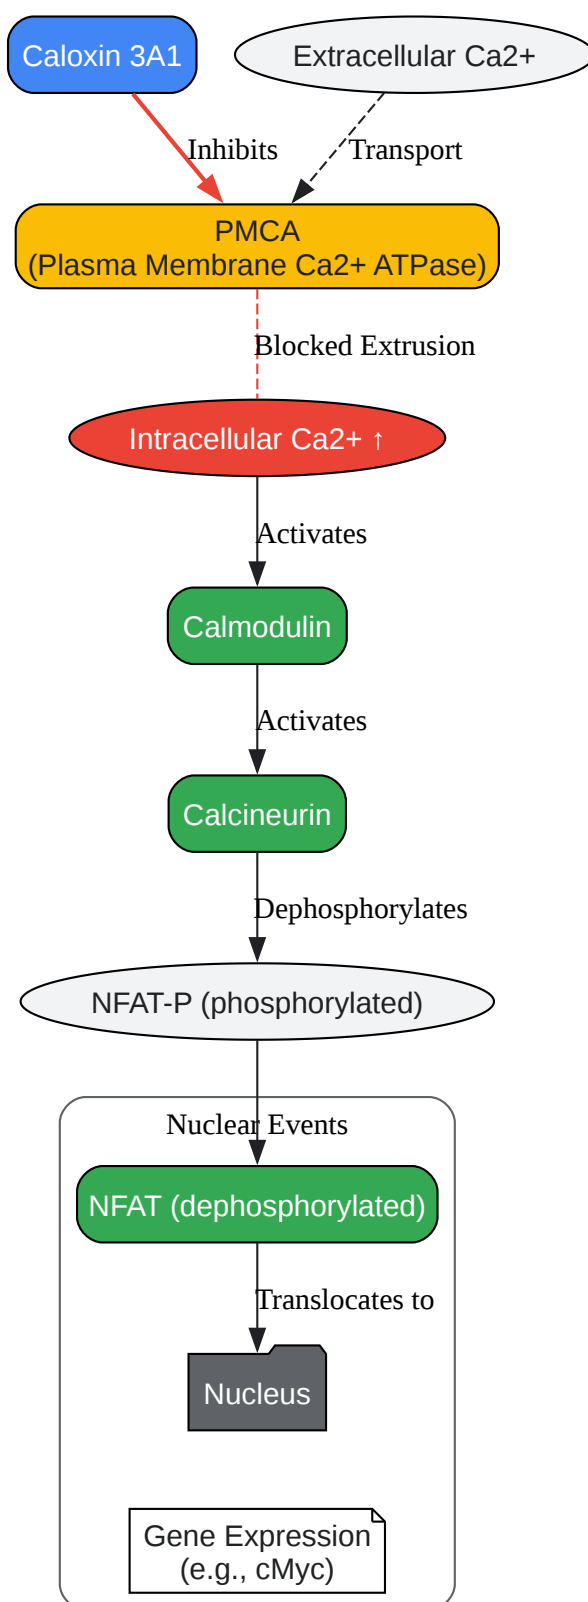 Caloxin 3A1
Extracellular Ca2+
Inhibits
Transport
PMCA
(Plasma Membrane Ca2+ ATPase)
Blocked Extrusion
Intracellular Ca2+ ↑
Activates
Calmodulin
Activates
Calcineurin
Dephosphorylates
NFAT-P (phosphorylated)
Nuclear Events
NFAT (dephosphorylated)
Translocates to
Nucleus
Gene Expression
(e.g., cMyc)